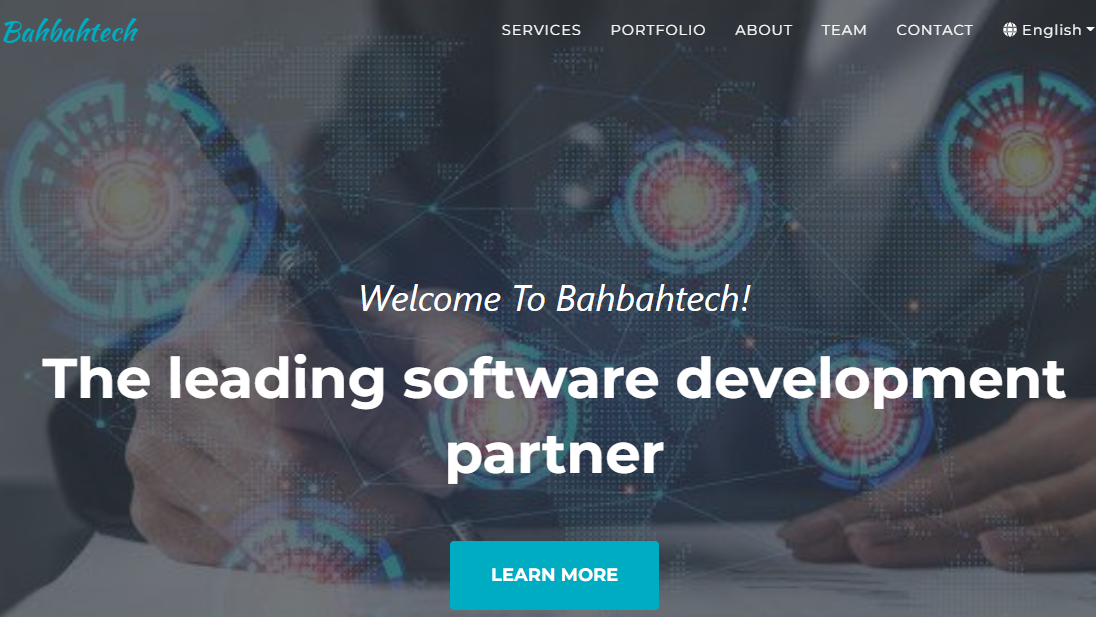 Bahbahtech
SERVICES PORTFOLIO ABOUT TEAM CONTACT English
Welcome To Bahbahtech!
The leading software development
partner
LEARN MORE